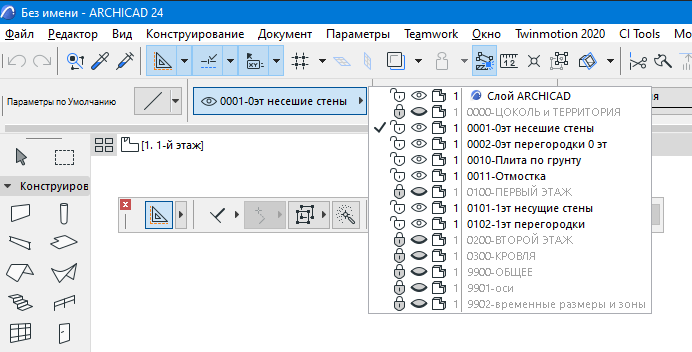 Без имени - ARCHICAD 24
Файл Редактор Вид Конструирование Документ Параметры Teamwork Окно Twinmotion 2020 CI Tools Мо
Параметры по Умолчанию
0001-0эт несешие стены
[1. 1-й этаж]
Конструиров
1 Слой ARCHICAD
1 0000-ЦОКОЛЬ и ТЕРРИТОРИЯ
1 0001-0эт несешие стены
1 0002-0эт перегородки 0 эт
1 0010-Плита по грунту
1 0011-Отмостка
1 0100-ПЕРВЫЙ ЭТАЖ
1 0101-1эт несущие стены
1 0102-1эт перегородки
1 0200-ВТОРОЙ ЭТАЖ
1 0300-КРОВЛЯ
1 9900-ОБЩЕЕ
1 9901-оси
1 9902-временные размеры и зоны